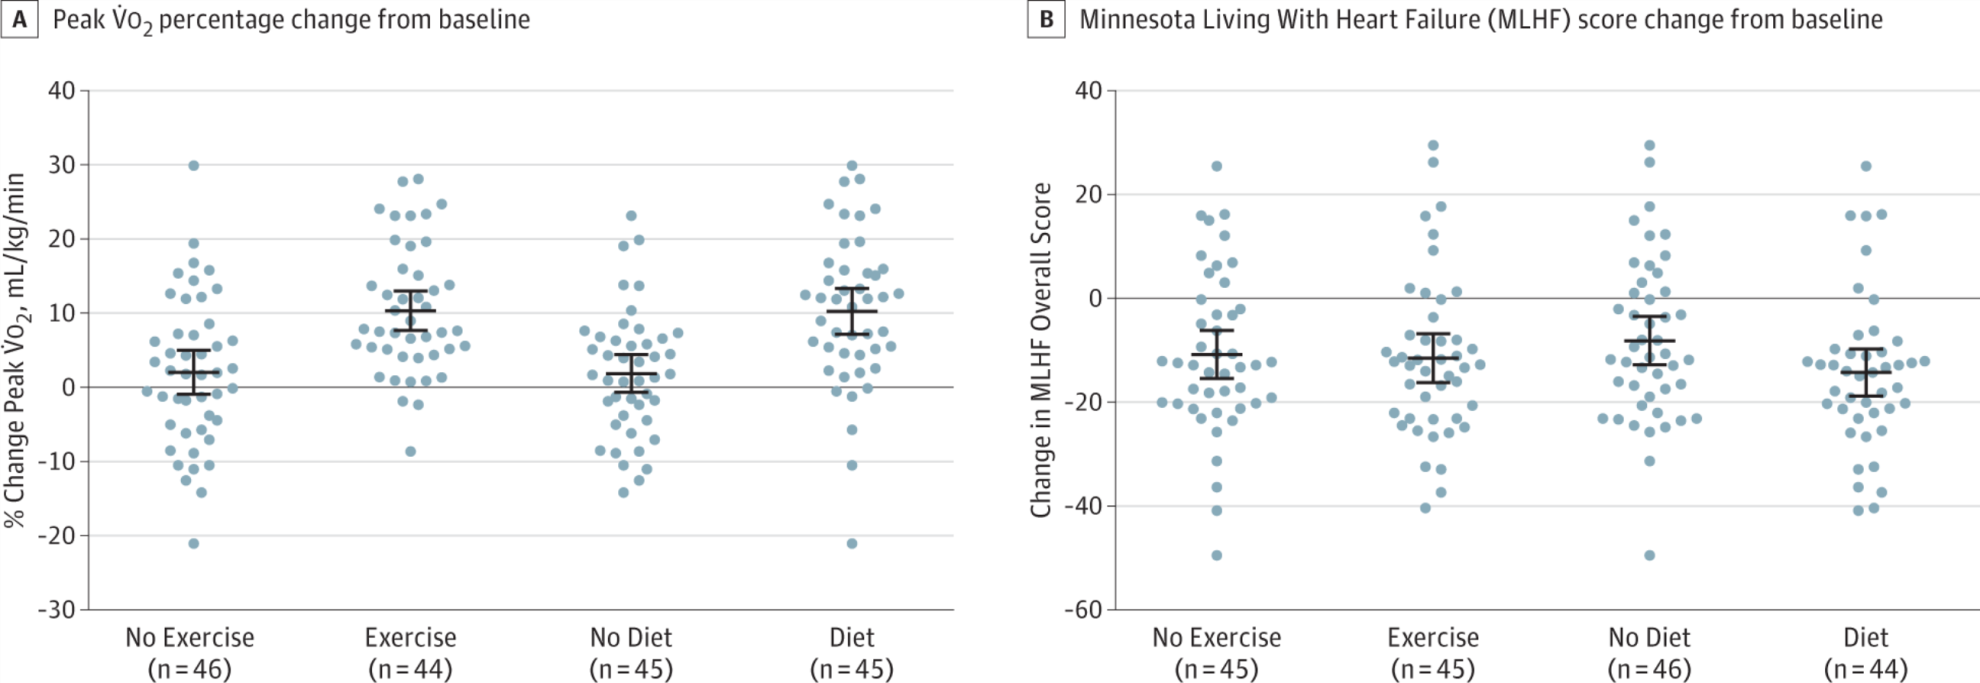 A Peak V̇O2 percentage change from baseline
% Change Peak V̇O2, mL/kg/min
40
30
20
10
0
-10
-20
-30
No Exercise
(n=46)
Exercise
(n=44)
No Diet
(n=45)
Diet
(n=45)
B Minnesota Living With Heart Failure (MLHF) score change from baseline
Change in MLHF Overall Score
40
20
0
-20
-40
-60
No Exercise
(n=45)
Exercise
(n=45)
No Diet
(n=46)
Diet
(n=44)